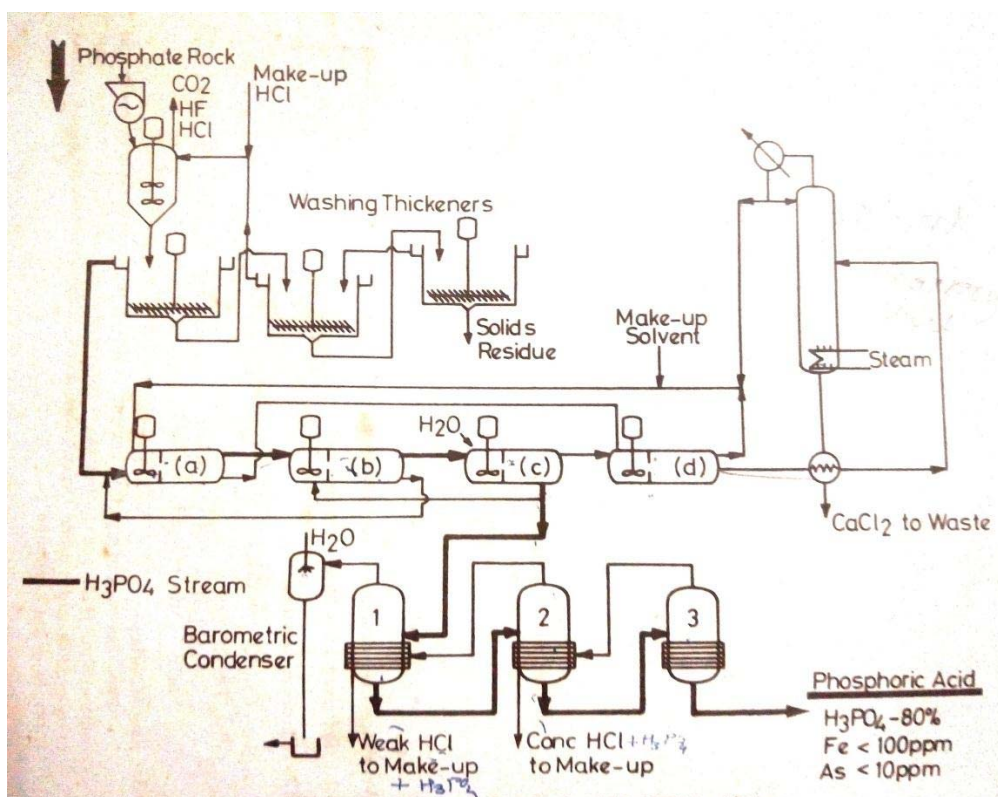 Phosphate Rock
CO2
HF
HCl
Make-up
HCl
Washing Thickeners
Solids
Residue
Make-up
Solvent
Steam
H2O
(a)
(b)
(c)
(d)
CaCl2 to Waste
H2O
H3PO4 Stream
1
2
3
Barometric
Condenser
Weak HCl
to Make-up
+ H3PO4
Conc HCl + H3PO4
to Make-up
Phosphoric Acid
H3PO4-80%
Fe < 100ppm
As < 10ppm